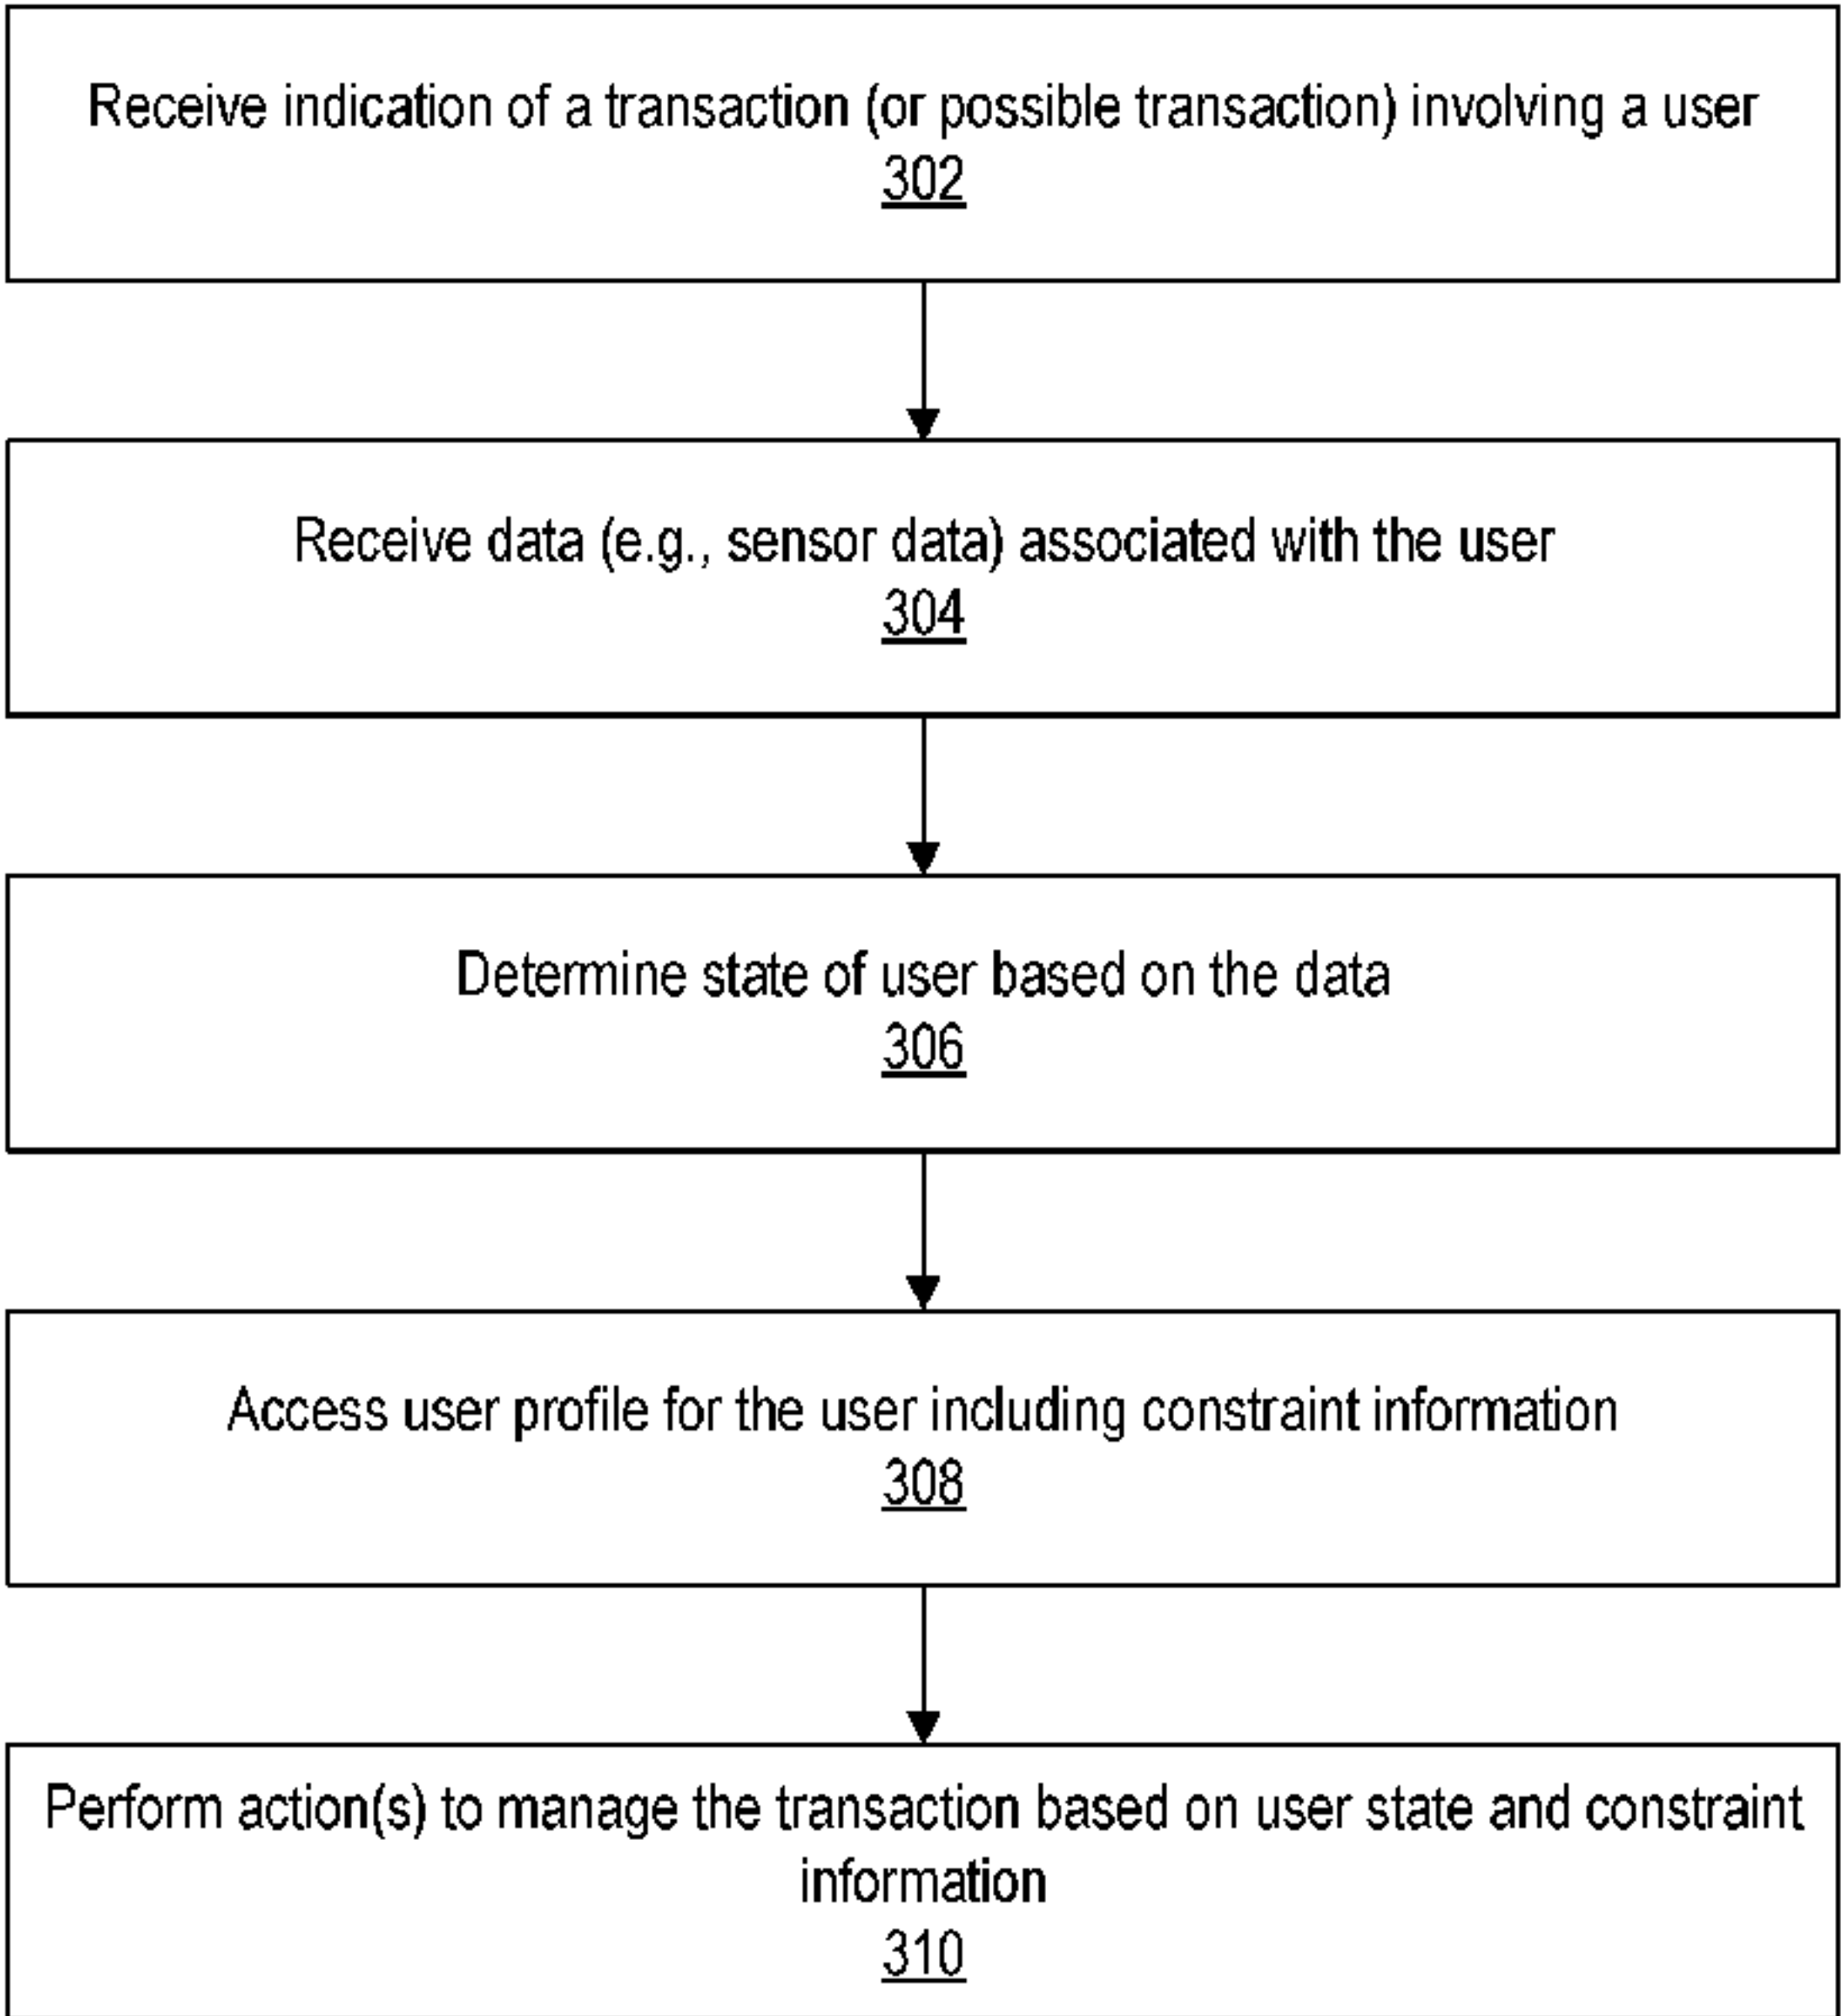 Receive indication of a transaction (or possible transaction) involving a user
302
Receive data (e.g., sensor data) associated with the user
304
Determine state of user based on the data
306
Access user profile for the user including constraint information
308
Perform action(s) to manage the transaction based on user state and constraint
information
310